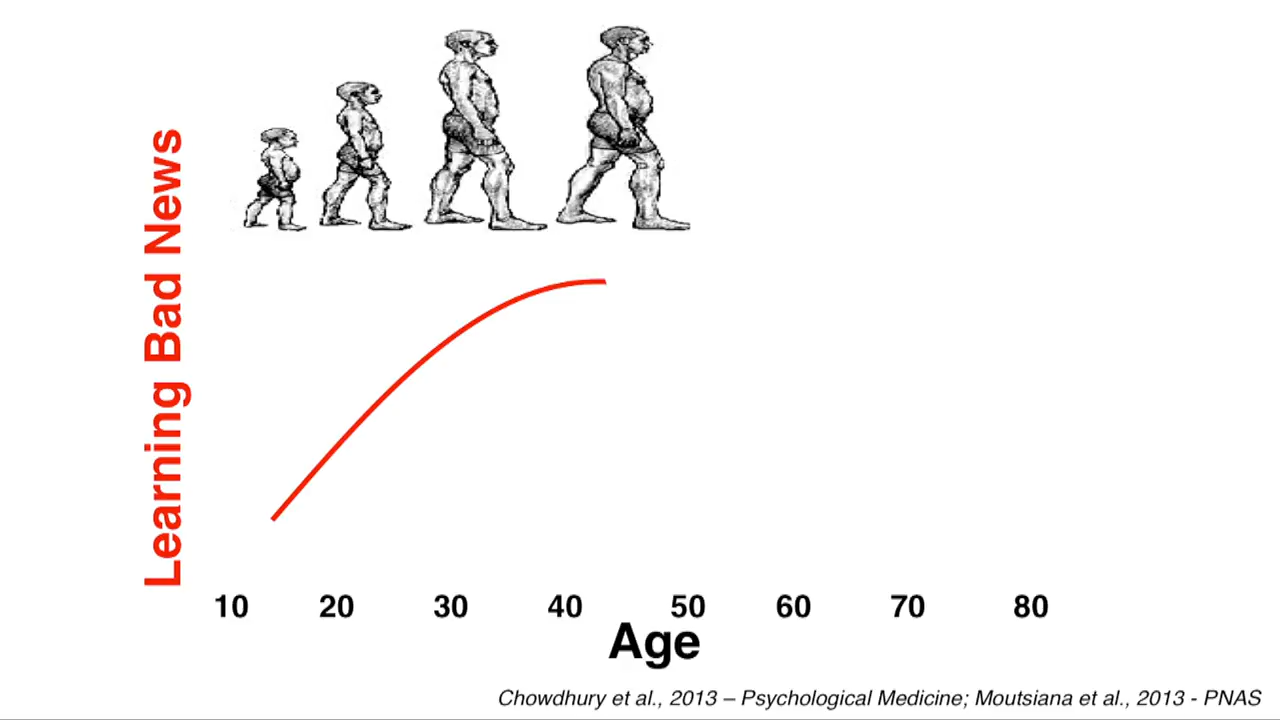 Learning Bad News
10 20 30 40 50 60 70 80
Age
Chowdhury et al., 2013 – Psychological Medicine; Moutsiana et al., 2013 - PNAS